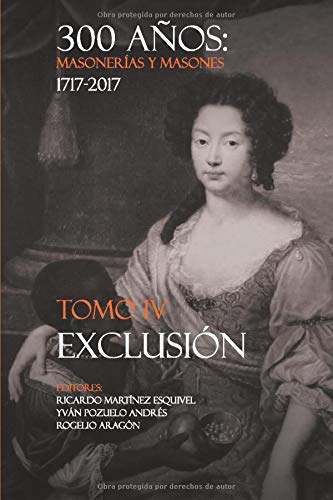 Obra protegida por derechos de autor
300 AÑOS:
MASONERÍAS Y MASONES
1717-2017
TOMO IV
EXCLUSIÓN
EDITORES:
RICARDO MARTÍNEZ ESQUIVEL
YVÁN POZUELO ANDRÉS
ROGELIO ARAGÓN
Obra protegida por derechos de autor